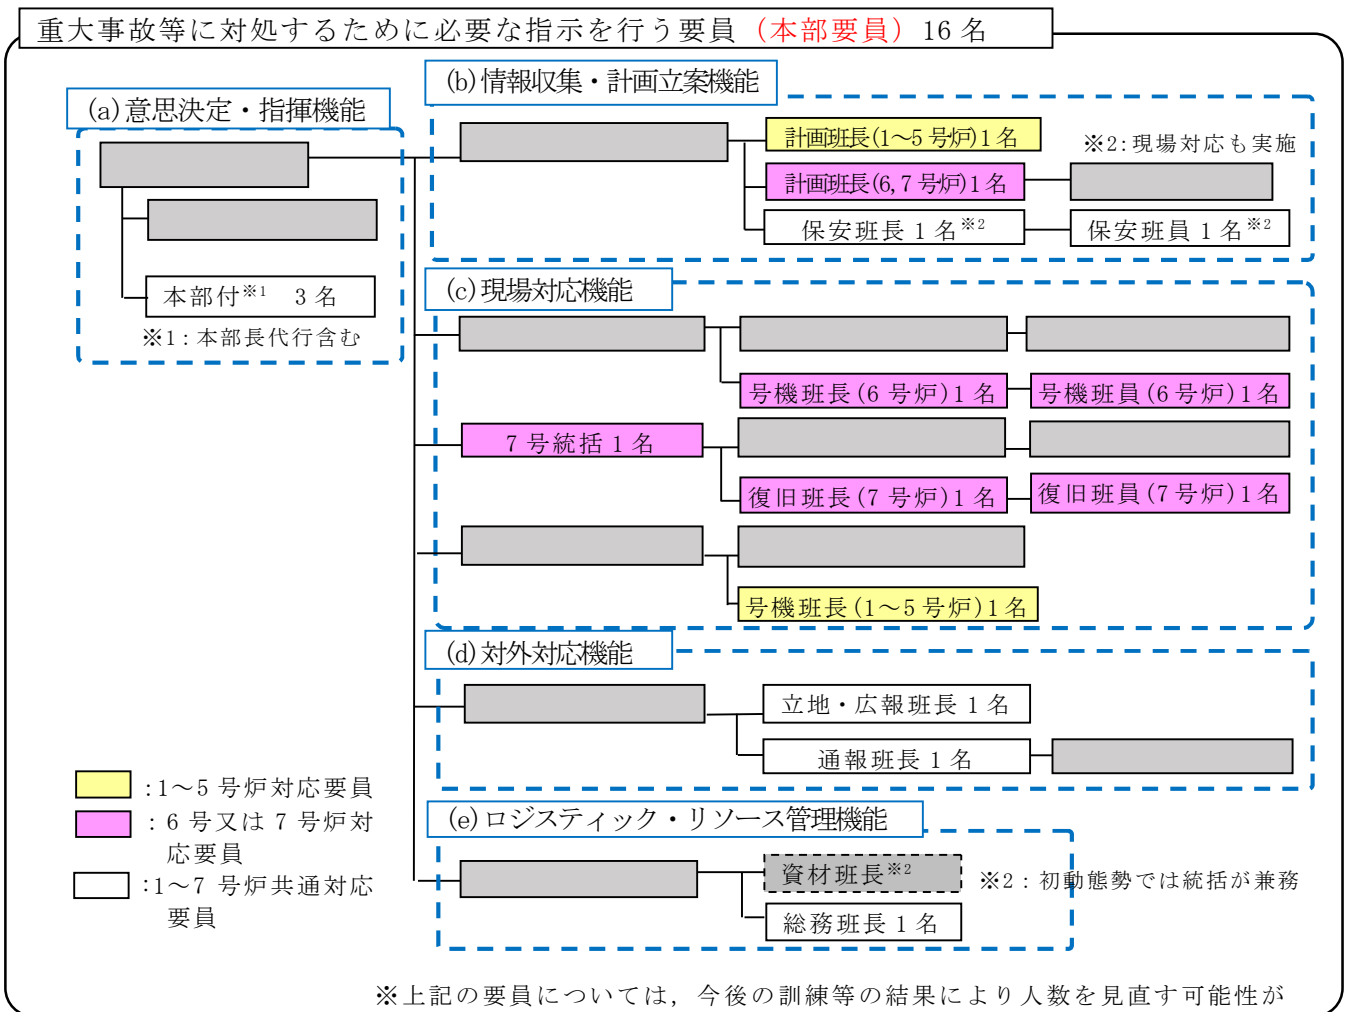 重大事故等に対処するために必要な指示を行う要員（本部要員）16 名
(a)意思決定・指揮機能
本部付※1 3 名
※1：本部長代行含む
(b)情報収集・計画立案機能
計画班長(1～5 号炉)1 名
※2:現場対応も実施
計画班長(6,7 号炉)1 名
保安班長 1 名※2
保安班員 1 名※2
(c)現場対応機能
号機班長(6 号炉)1 名
号機班員(6 号炉)1名
7 号統括 1 名
復旧班長(7 号炉)1 名
復旧班員(7 号炉)1名
号機班長(1～5 号炉)1名
(d)対外対応機能
立地・広報班長 1 名
通報班長 1 名
(e)ロジスティック・リソース管理機能
資材班長※2
※2：初動態勢では統括が兼務
総務班長 1 名
:1～5 号炉対応要員
：6 号又は 7 号炉対
応要員
:1～7 号炉共通対応
要員
※上記の要員については，今後の訓練等の結果により人数を見直す可能性が